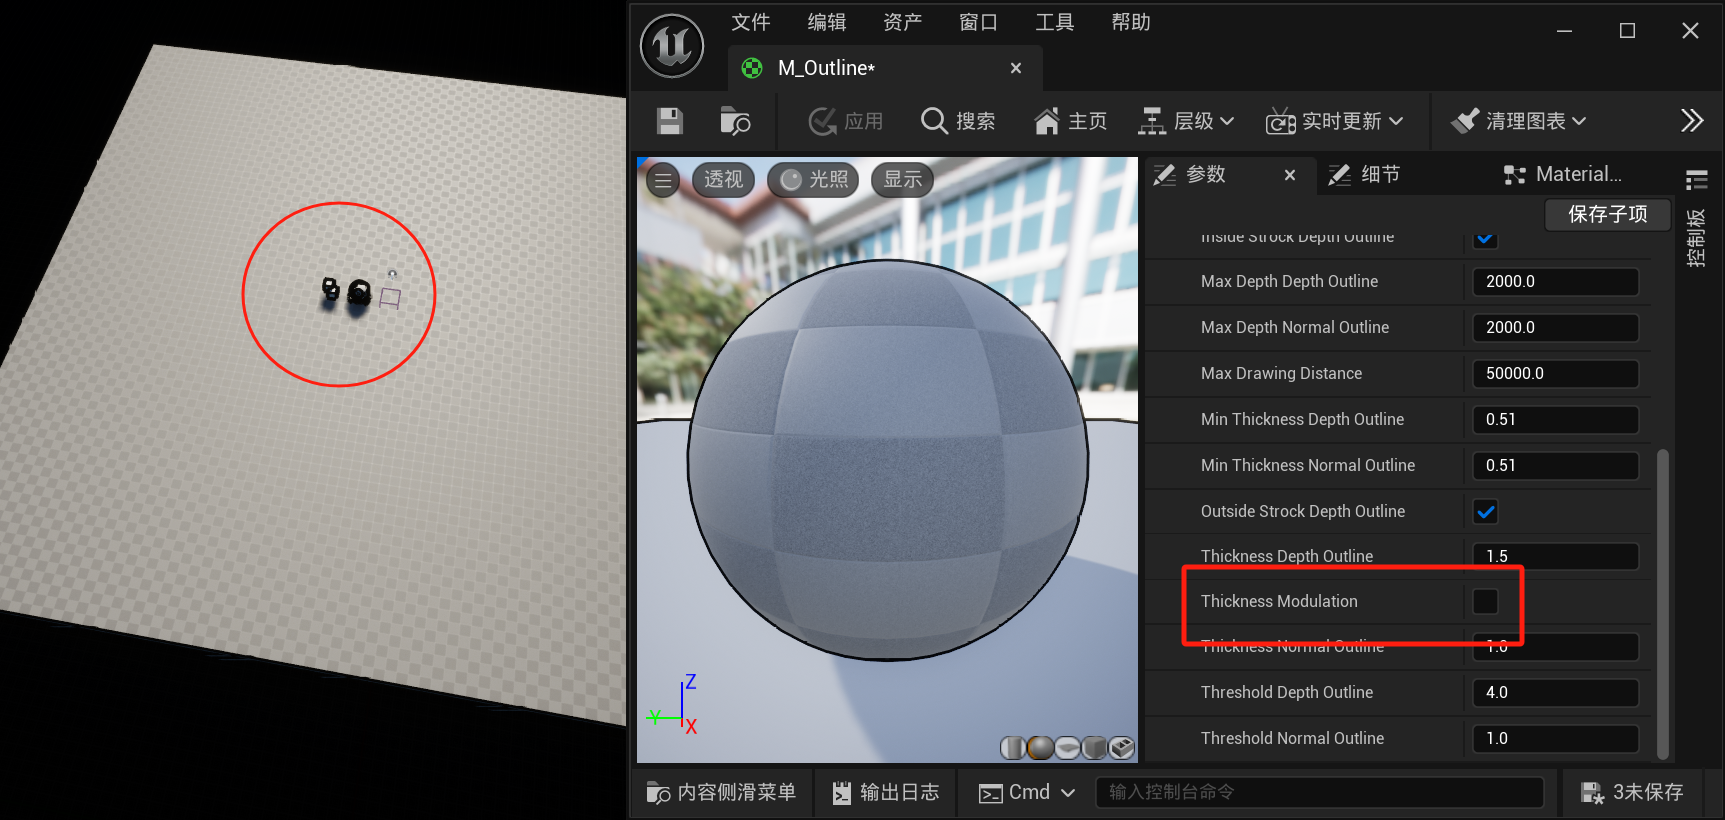 文件 编辑 资产 窗口 工具 帮助
M_Outline*
应用 搜索 主页 层级 实时更新 清理图表
透视 光照 显示
参数 细节 Material...
保存子项
控制板
Inside Strock Depth Outline
Max Depth Depth Outline 2000.0
Max Depth Normal Outline 2000.0
Max Drawing Distance 50000.0
Min Thickness Depth Outline 0.51
Min Thickness Normal Outline 0.51
Outside Strock Depth Outline
Thickness Depth Outline 1.5
Thickness Modulation
Thickness Normal Outline 1.0
Threshold Depth Outline 4.0
Threshold Normal Outline 1.0
Z
Y
X
内容侧滑菜单 输出日志 Cmd 输入控制台命令 3未保存